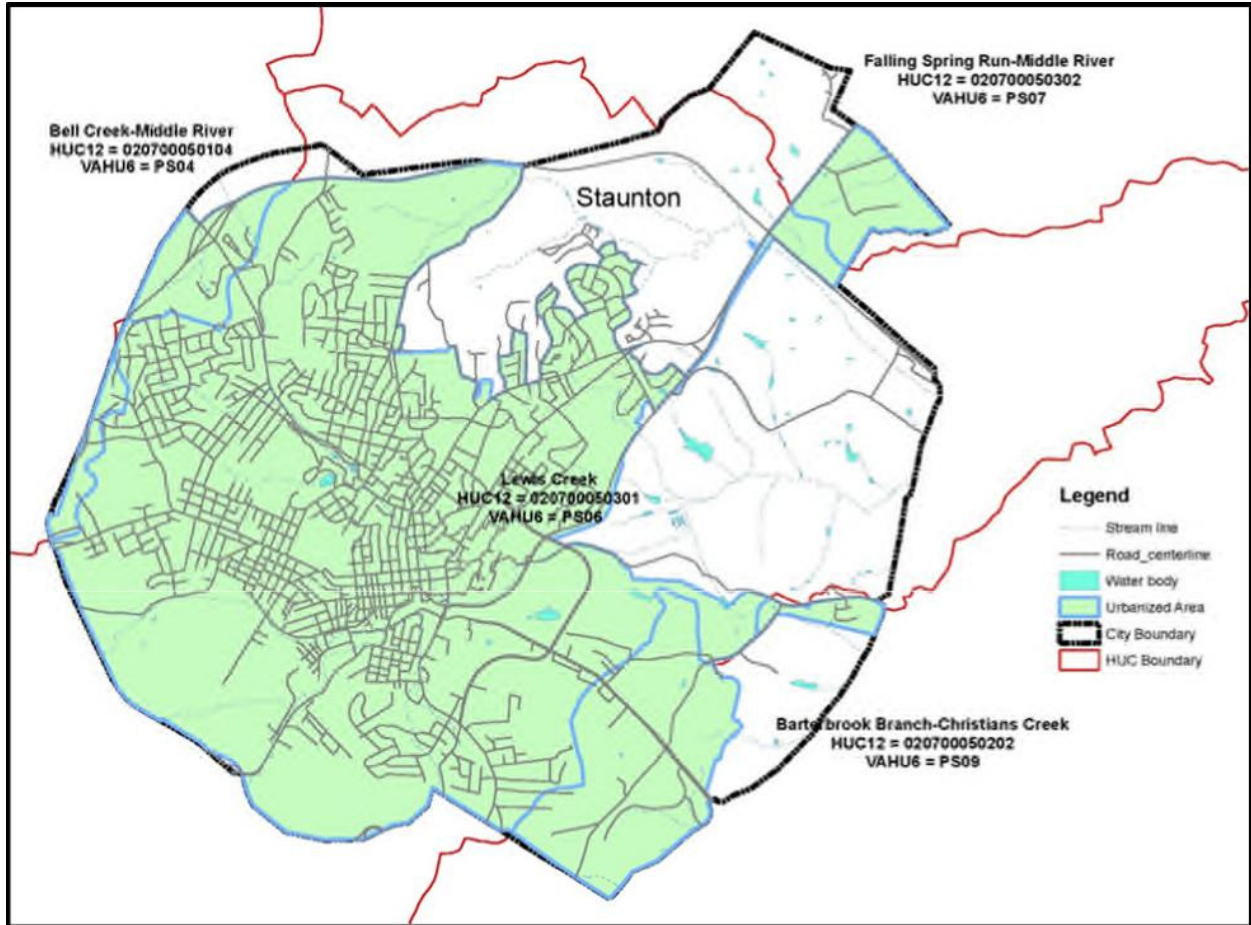 Falling Spring Run-Middle River
HUC12 = 020700050302
VAHU6 = PS07
Bell Creek-Middle River
HUC12 = 020700050104
VAHU6 = PS04
Staunton
Lewis Creek
HUC12 = 020700050301
VAHU6 = PS06
Legend
Stream line
Road_centerline
Water body
Urbanized Area
City Boundary
HUC Boundary
Barterbrook Branch-Christians Creek
HUC12 = 020700050202
VAHU6 = PS09